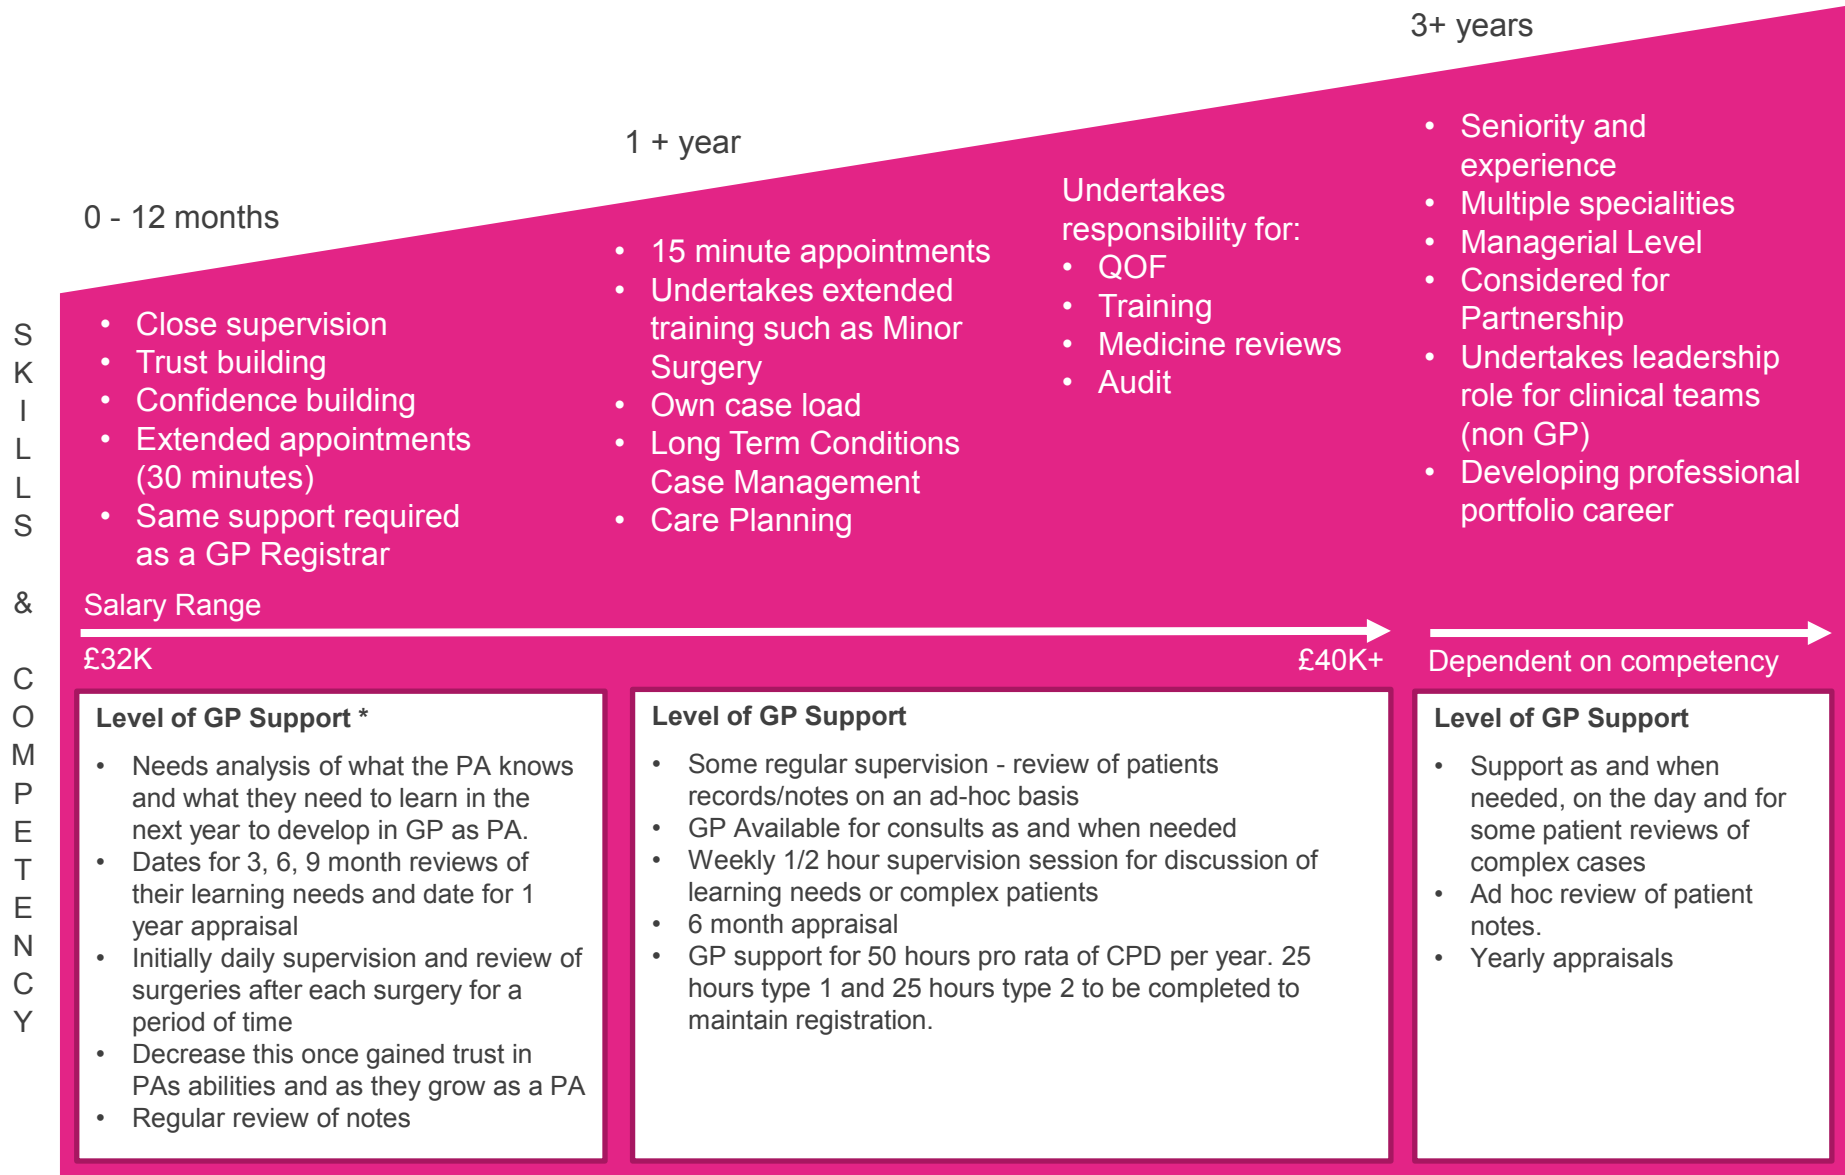 3+ years
1 + year
0 - 12 months
S
K
I
L
L
S
&
C
O
M
P
E
T
E
N
C
Y
• Close supervision
• Trust building
• Confidence building
• Extended appointments
(30 minutes)
• Same support required
as a GP Registrar
• 15 minute appointments
• Undertakes extended
training such as Minor
Surgery
• Own case load
• Long Term Conditions
Case Management
• Care Planning
Undertakes
responsibility for:
• QOF
• Training
• Medicine reviews
• Audit
• Seniority and
experience
• Multiple specialities
• Managerial Level
• Considered for
Partnership
• Undertakes leadership
role for clinical teams
(non GP)
• Developing professional
portfolio career
Salary Range
£32K
£40K+
Dependent on competency
Level of GP Support *
• Needs analysis of what the PA knows
and what they need to learn in the
next year to develop in GP as PA.
• Dates for 3, 6, 9 month reviews of
their learning needs and date for 1
year appraisal
• Initially daily supervision and review of
surgeries after each surgery for a
period of time
• Decrease this once gained trust in
PAs abilities and as they grow as a PA
• Regular review of notes
Level of GP Support
• Some regular supervision - review of patients
records/notes on an ad-hoc basis
• GP Available for consults as and when needed
• Weekly 1/2 hour supervision session for discussion of
learning needs or complex patients
• 6 month appraisal
• GP support for 50 hours pro rata of CPD per year. 25
hours type 1 and 25 hours type 2 to be completed to
maintain registration.
Level of GP Support
• Support as and when
needed, on the day and for
some patient reviews of
complex cases
• Ad hoc review of patient
notes.
• Yearly appraisals